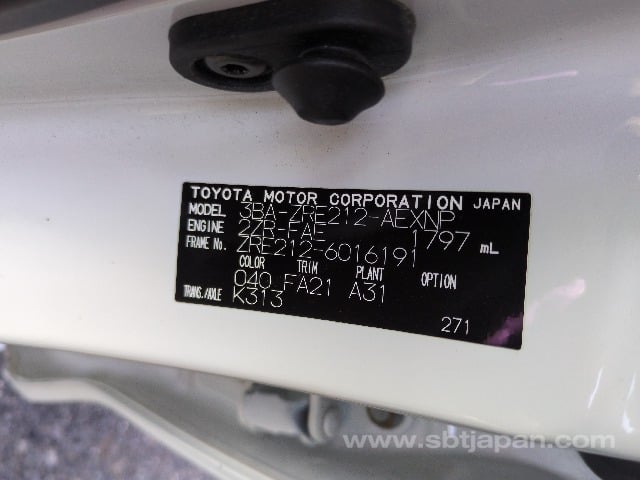 TOYOTA MOTOR CORPORATION JAPAN
MODEL 3BA-ZRE212-AEXNP
ENGINE 2ZR-FAE 1797 mL
FRAME No. ZRE212-6016191
COLOR TRIM PLANT OPTION
040 FA21 A31
TRANS./AXLE K313
271
www.sbtjapan.com